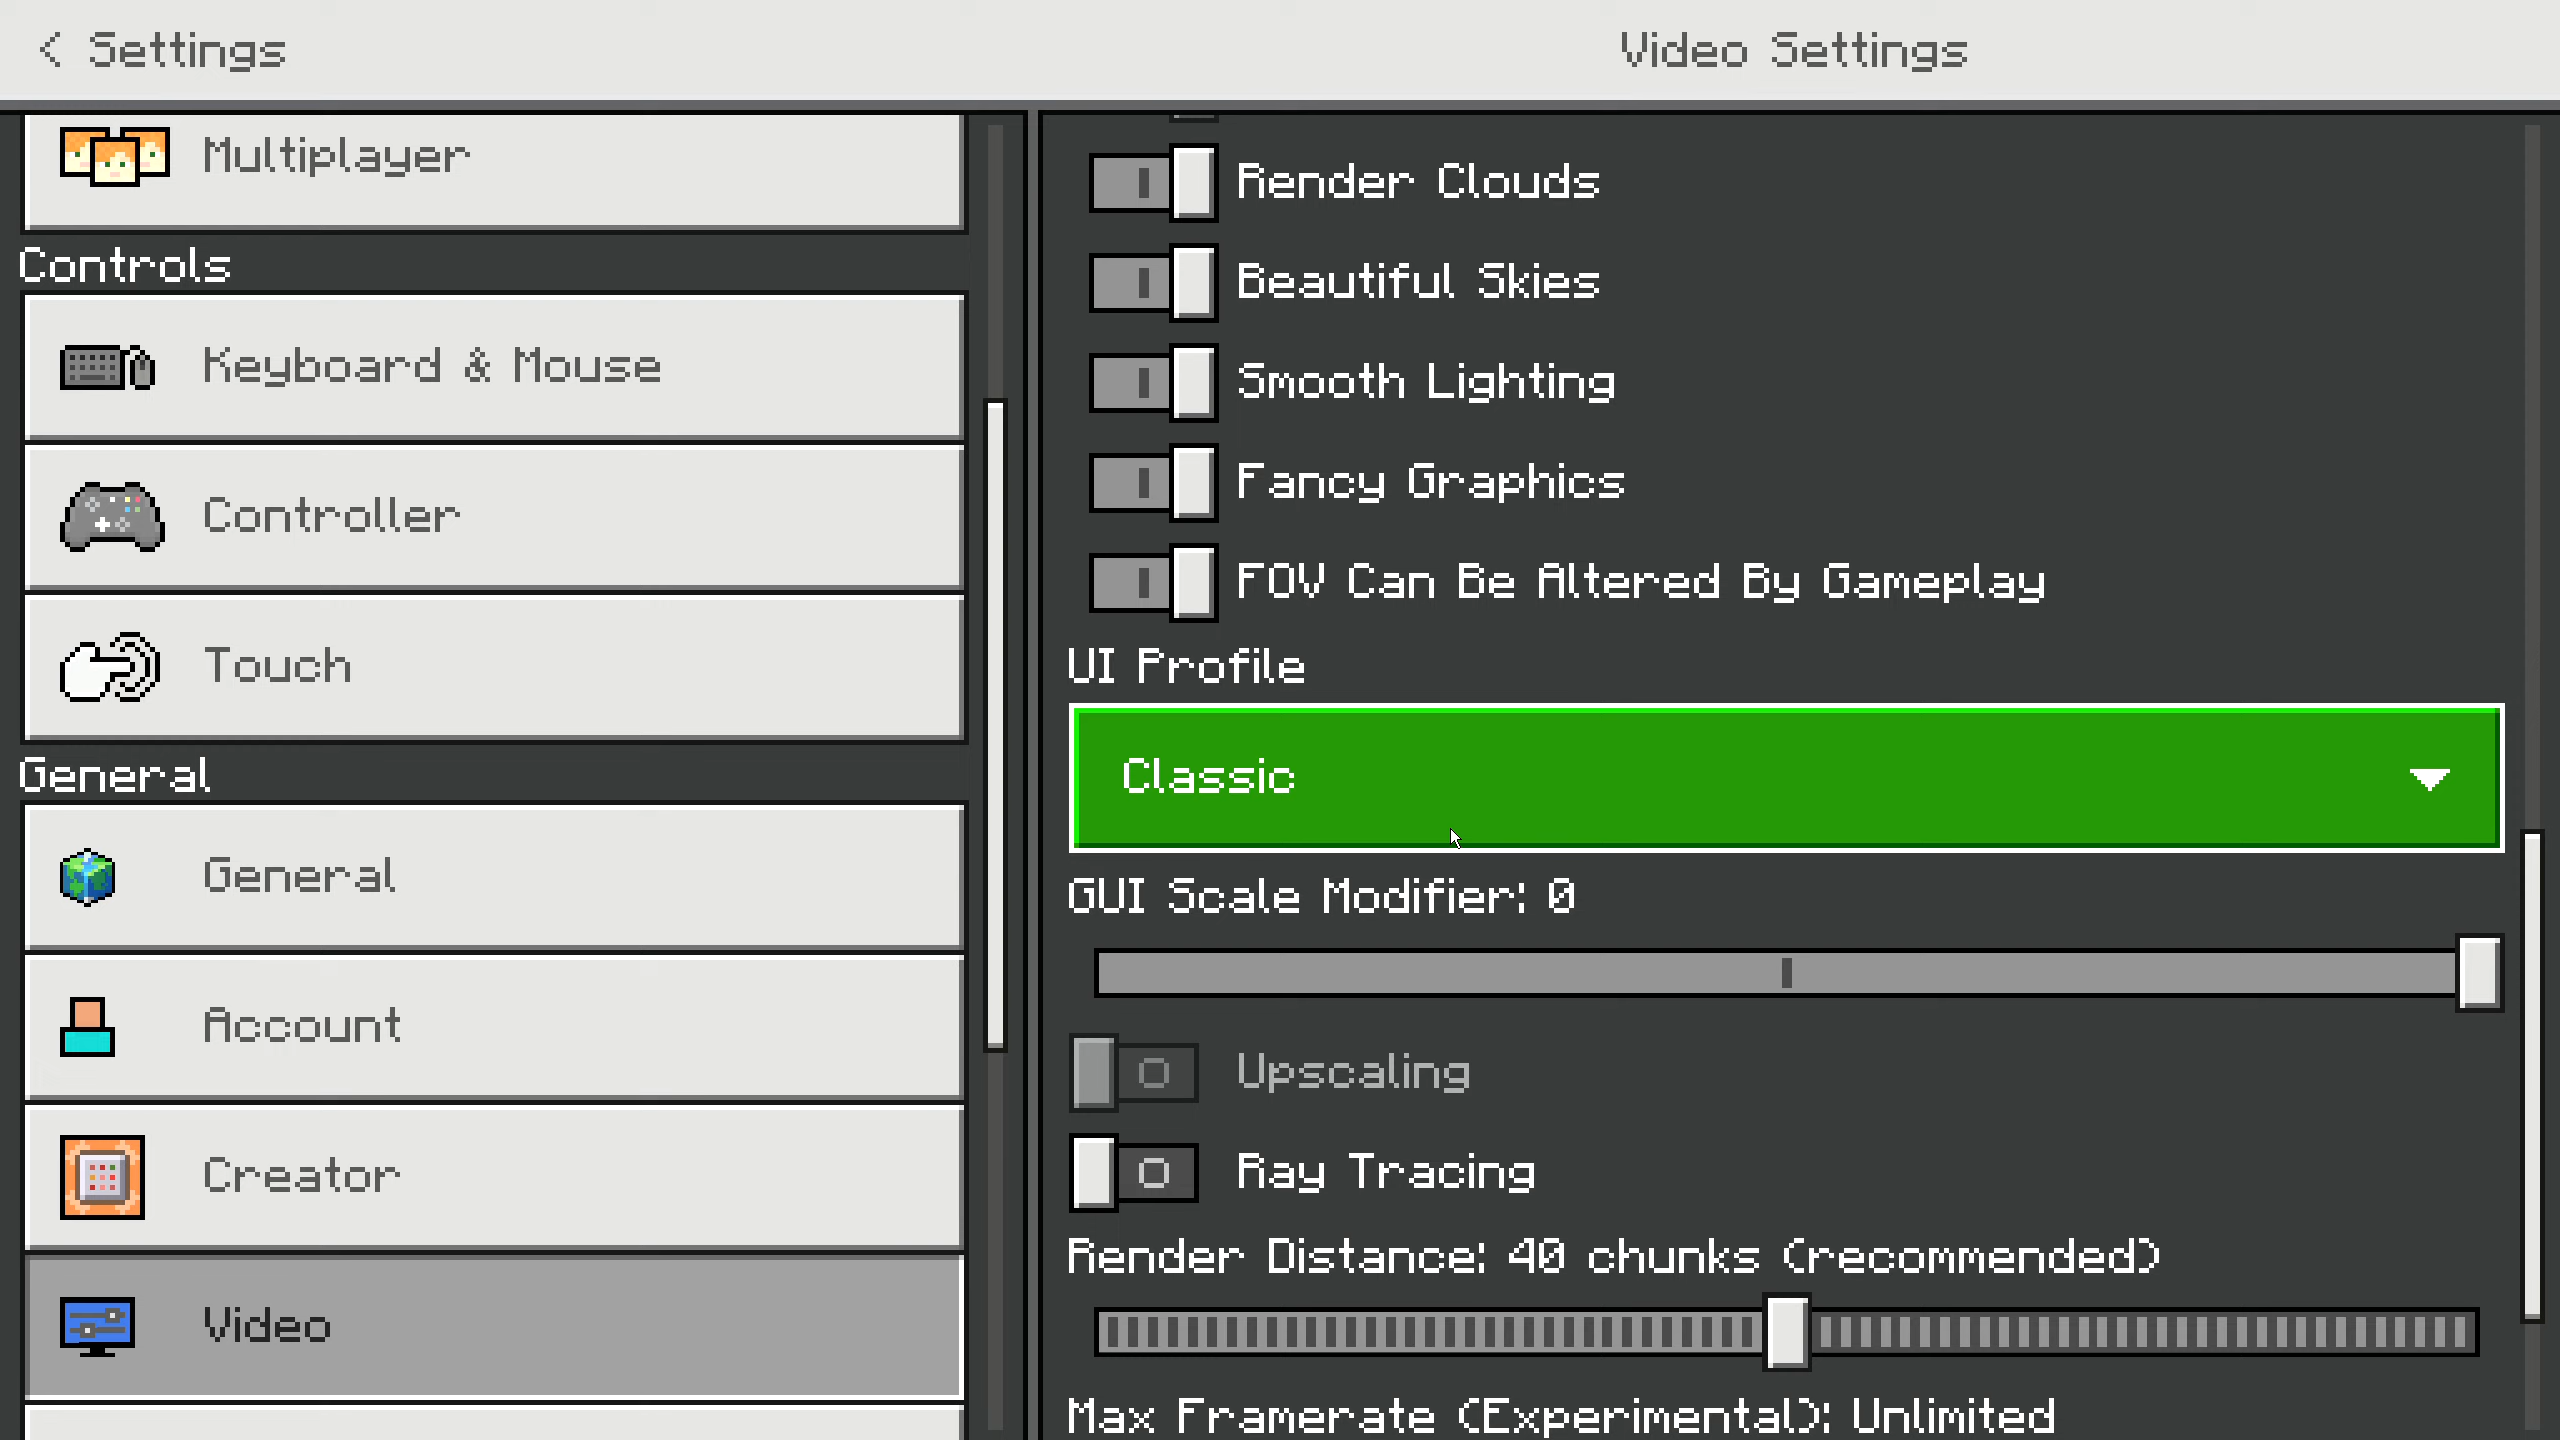 Settings
Video Settings
Multiplayer
Controls
Keyboard & Mouse
Controller
Touch
General
General
Account
Creator
Video
Render Clouds
Beautiful Skies
Smooth Lighting
Fancy Graphics
FOV Can Be Altered By Gameplay
UI Profile
Classic
GUI Scale Modifier: 0
Upscaling
Ray Tracing
Render Distance: 40 chunks (recommended)
Max Framerate (Experimental): Unlimited